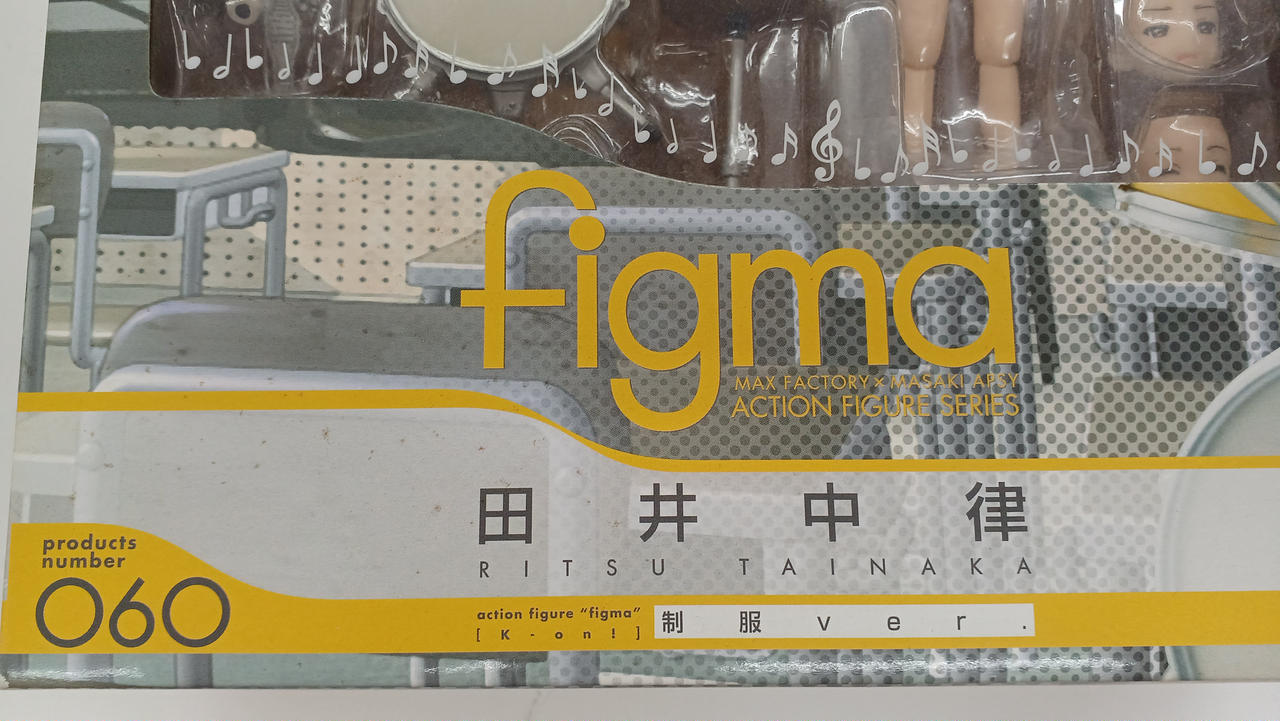 figma
MAX FACTORY×MASAKI APSY
ACTION FIGURE SERIES
田井中律
RITSU TAINAKA
products
number
060
action figure "figma"
[K-on!]
制服ver.